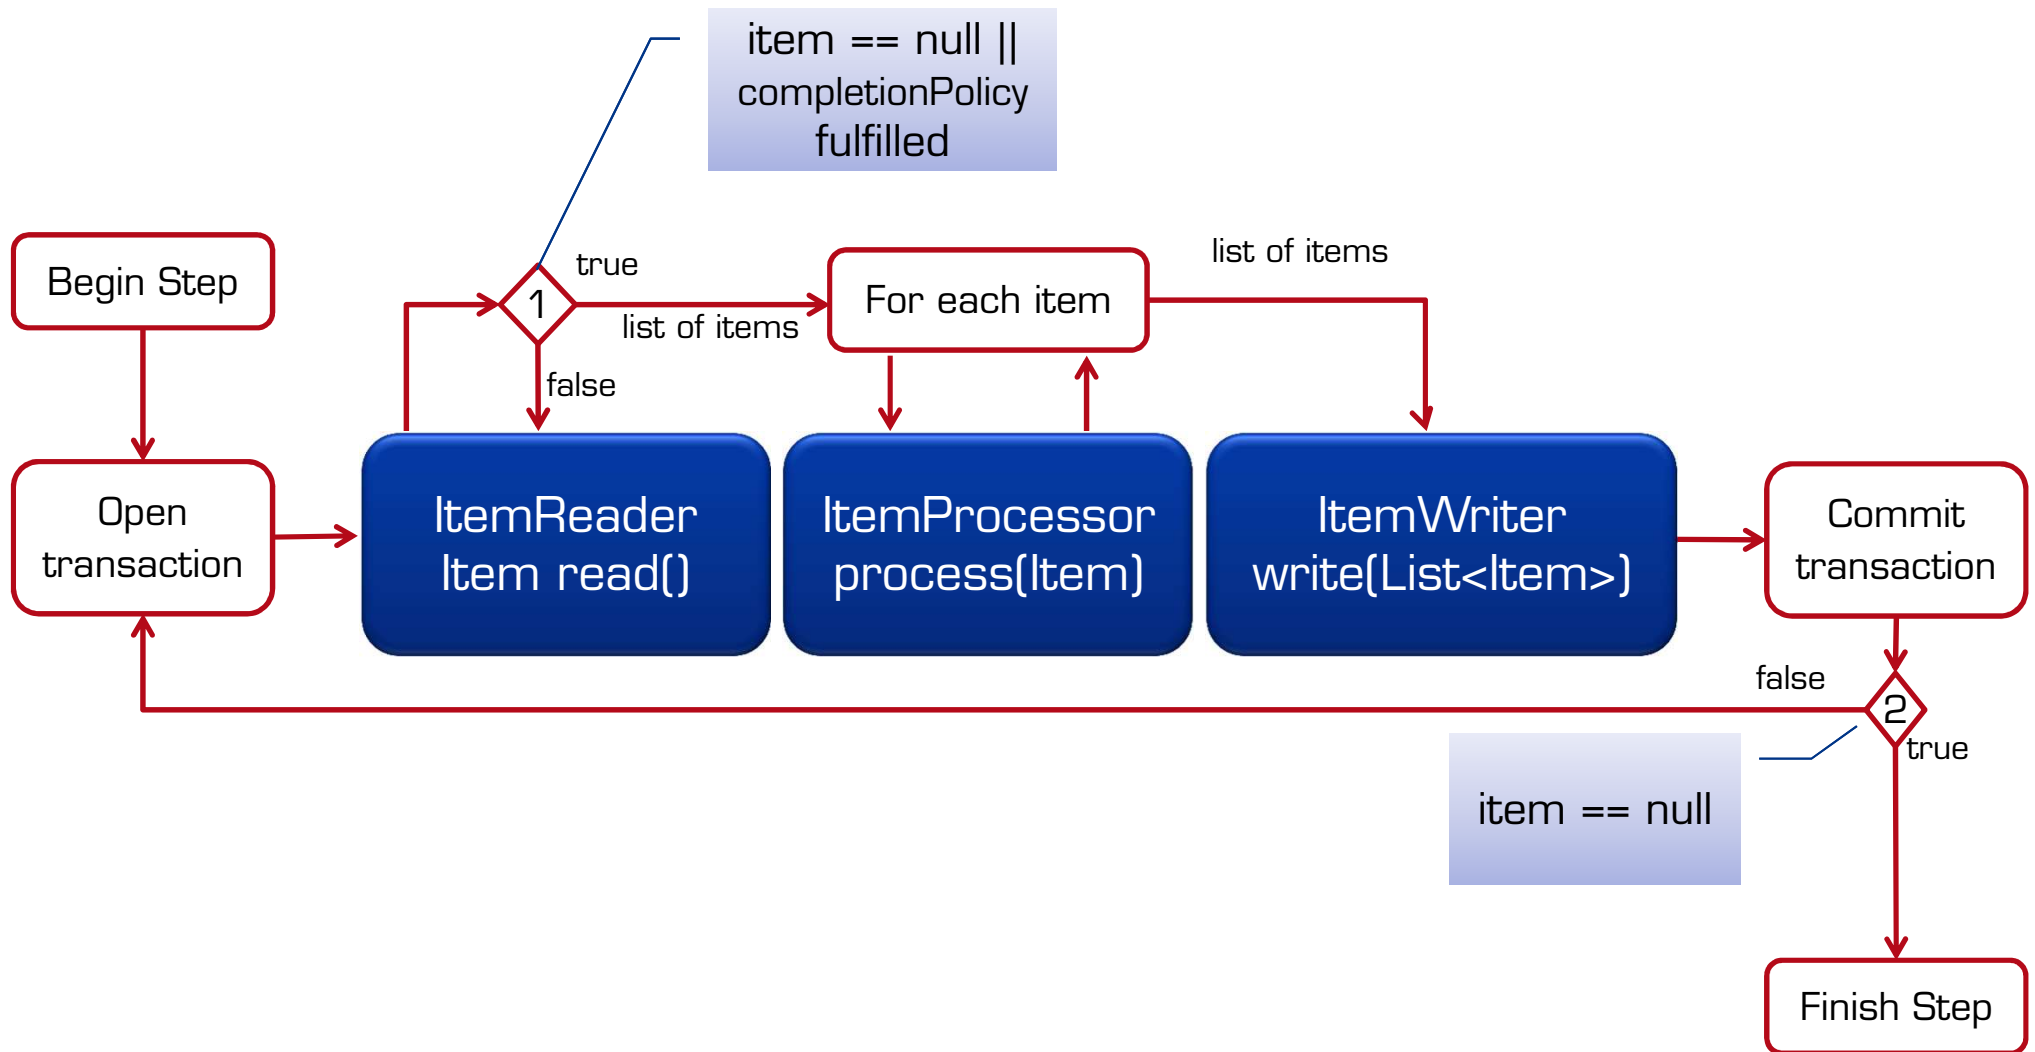 item == null ||
completionPolicy
fulfilled
Begin Step
true
1
list of items
false
For each item
list of items
Open
transaction
ItemReader
Item read()
ItemProcessor
process(Item)
ItemWriter
write(List<Item>)
Commit
transaction
false
2
true
item == null
Finish Step